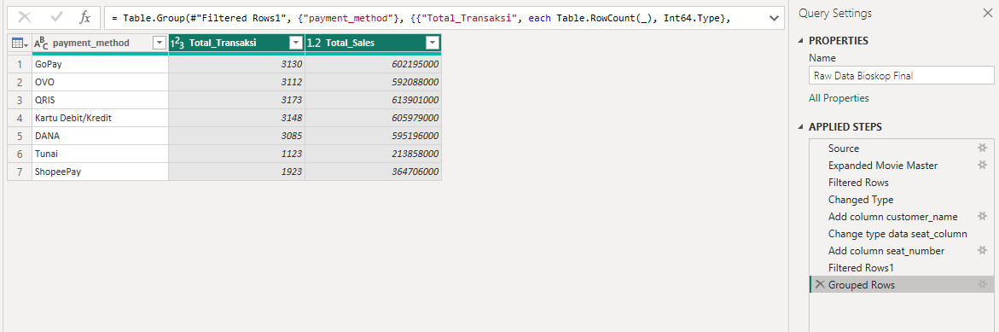 = Table.Group(#"Filtered Rows1", {"payment_method"}, {{"Total_Transaksi", each Table.RowCount(_), Int64.Type},
ABC payment_method 123 Total_Transaksi 1.2 Total_Sales
1 GoPay 3130 602195000
2 OVO 3112 592088000
3 QRIS 3173 613901000
4 Kartu Debit/Kredit 3148 605979000
5 DANA 3085 595196000
6 Tunai 1123 213858000
7 ShopeePay 1923 364706000
Query Settings
PROPERTIES
Name
Raw Data Bioskop Final
All Properties
APPLIED STEPS
Source
Expanded Movie Master
Filtered Rows
Changed Type
Add column customer_name
Change type data seat_column
Add column seat_number
Filtered Rows1
Grouped Rows